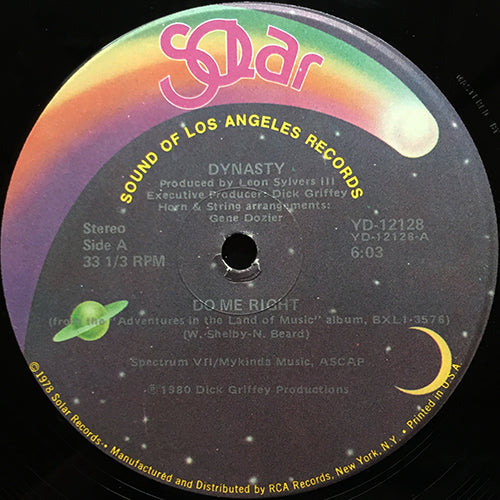 Solar
SOUND OF LOS ANGELES RECORDS
DYNASTY
Produced by Leon Sylvers III
Executive Producer: Dick Griffey
Horn & String arrangements:
Gene Dozier
Stereo
Side A
33 1/3 RPM
YD-12128
YD-12128-A
6:03
DO ME RIGHT
(from the "Adventures in the Land of Music" album, BXL1-3576)
(W. Shelby-N. Beard)
Spectrum VII/Mykinda Music, ASCAP
℗1980 Dick Griffey Productions
©1978 Solar Records • Manufactured and Distributed by RCA Records, New York, N.Y. • Printed in U.S.A.